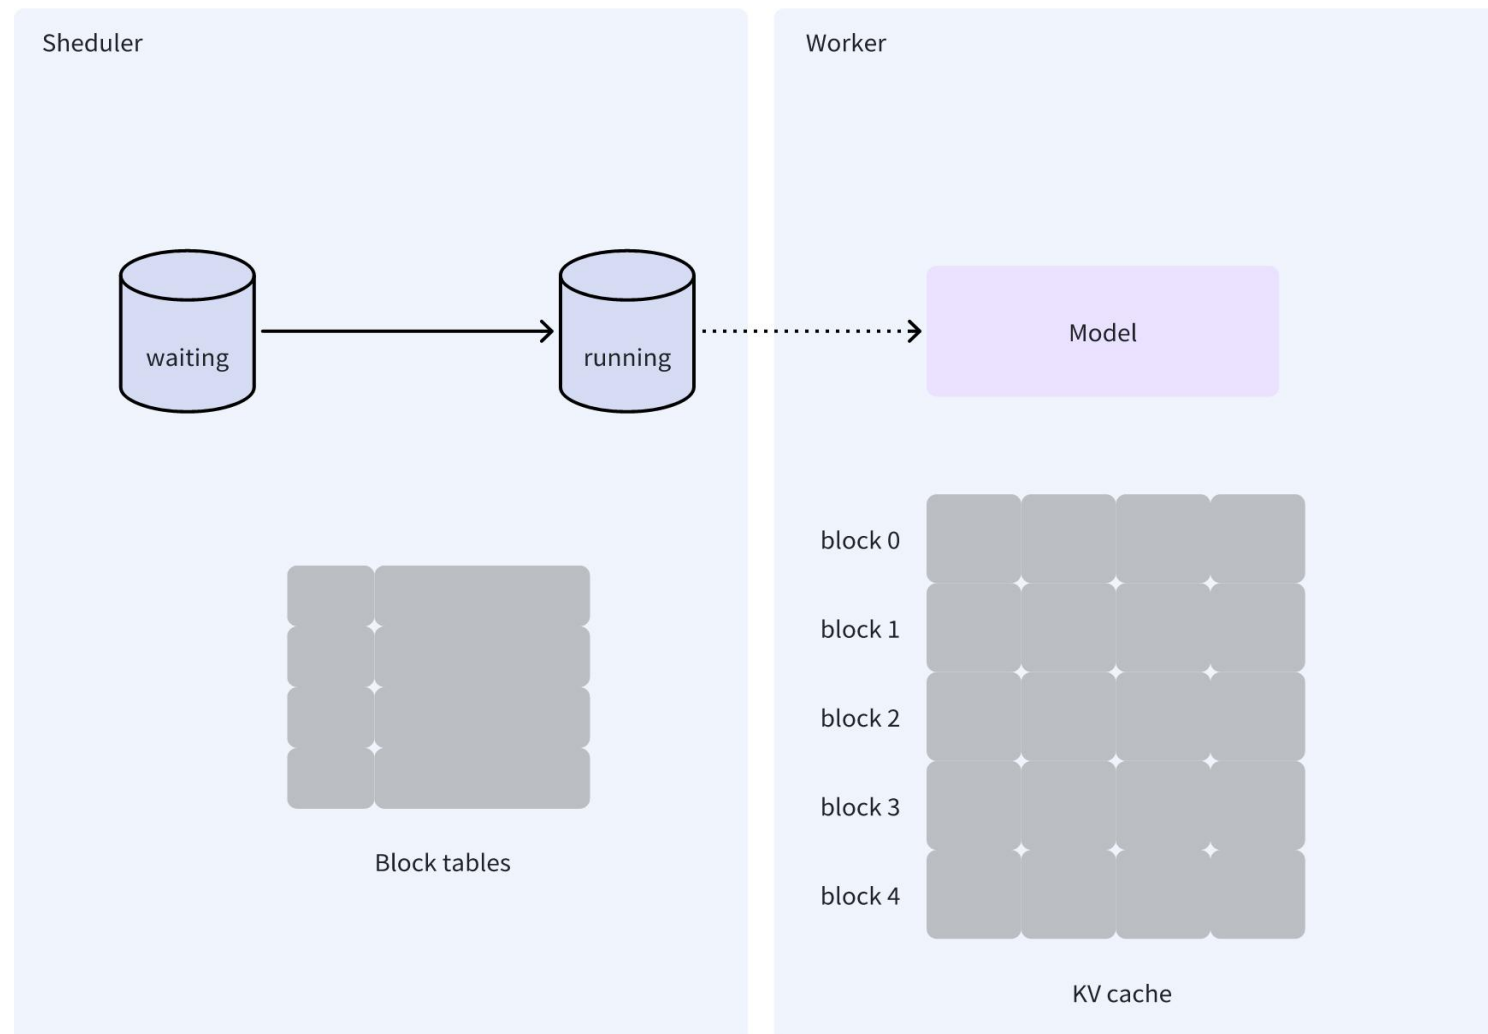 Sheduler
Worker
waiting
running
Model
block 0
block 1
block 2
block 3
block 4
Block tables
KV cache